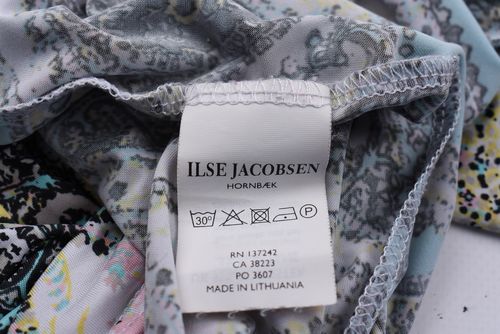 ILSE JACOBSEN
HORNBÆK
30° P
RN 137242
CA 38223
PO 3607
MADE IN LITHUANIA